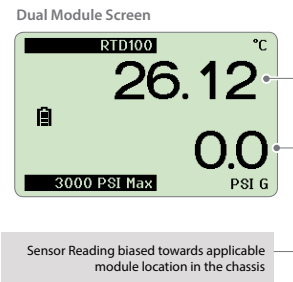 Dual Module Screen
RTD100 °C
26.12
0.0
3000 PSI Max PSI G
Sensor Reading biased towards applicable
module location in the chassis